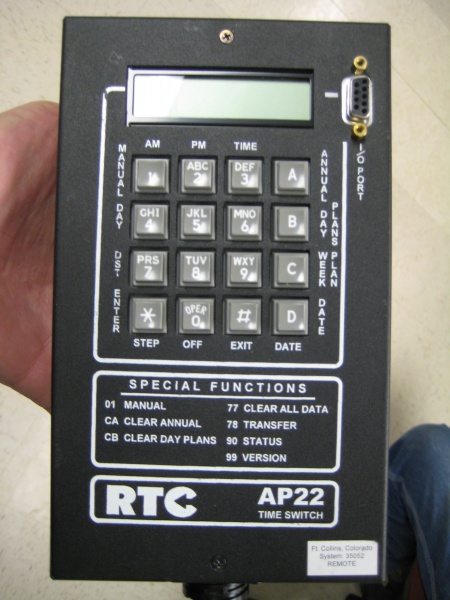 AM PM TIME
MANUAL DAY
DST. ENTER
ABC DEF
1 2 3 A
GHI JKL MNO
4 5 6 B
PRS TUV WXY
7 8 9 C
OPER
* 0 # D
STEP OFF EXIT DATE
ANNUAL DAY WEEK DATE
PLANS PLAN
I/O PORT
SPECIAL FUNCTIONS
01 MANUAL 77 CLEAR ALL DATA
CA CLEAR ANNUAL 78 TRANSFER
CB CLEAR DAY PLANS 90 STATUS
99 VERSION
RTC AP22
TIME SWITCH
Ft. Collins, Colorado
System: 35052
REMOTE